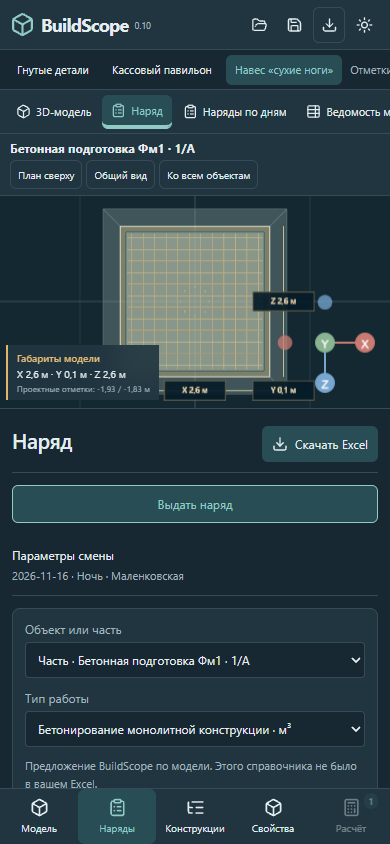 BuildScope 0.10
Гнутые детали Кассовый павильон Навес «сухие ноги» Отметки
3D-модель Наряд Наряды по дням Ведомость м
Бетонная подготовка Фм1 · 1/А
План сверху Общий вид Ко всем объектам
Z 2,6 м
Y X
Z
Габариты модели
X 2,6 м · Y 0,1 м · Z 2,6 м
Проектные отметки: -1,93 / -1,83 м
X 2,6 м Y 0,1 м
Наряд
Скачать Excel
Выдать наряд
Параметры смены
2026-11-16 · Ночь · Маленковская
Объект или часть
Часть · Бетонная подготовка Фм1 · 1/А
Тип работы
Бетонирование монолитной конструкции · м³
Предложение BuildScope по модели. Этого справочника не было
в вашем Excel.
Модель Наряды Конструкции Свойства Расчёт 1